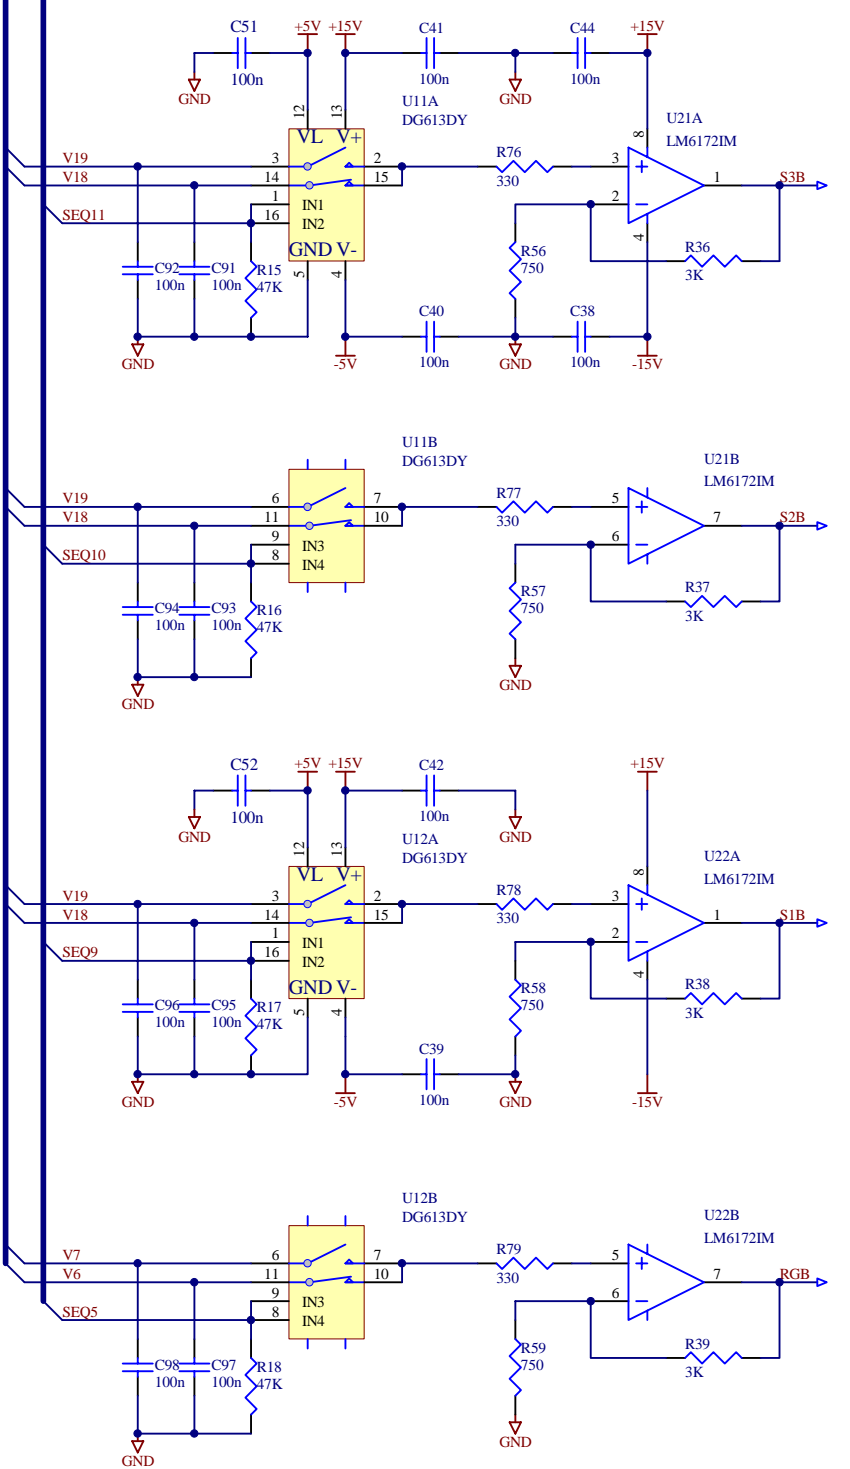 C51
+5V +15V
C41
C44
+15V
100n
100n
100n
GND
GND
12
13
U11A
DG613DY
U21A
LM6172IM
8
VL V+
V19
3
2
R76
330
3
1
S3B
V18
14
15
1
IN1
2
SEQ11
16
IN2
4
GND V-
R56
750
R36
3K
C92
100n
C91
100n
R15
47K
5
4
C40
C38
GND
-5V
100n
GND
100n
-15V
U11B
DG613DY
U21B
LM6172IM
V19
6
7
R77
330
5
7
S2B
V18
11
10
9
IN3
6
SEQ10
8
IN4
R57
750
R37
3K
C94
100n
C93
100n
R16
47K
GND
GND
C52
+5V +15V
C42
+15V
100n
100n
GND
GND
12
13
U12A
DG613DY
U22A
LM6172IM
8
VL V+
V19
3
2
R78
330
3
1
S1B
V18
14
15
1
IN1
2
SEQ9
16
IN2
4
GND V-
R58
750
R38
3K
C96
100n
C95
100n
R17
47K
5
4
C39
GND
-5V
100n
GND
-15V
U12B
DG613DY
U22B
LM6172IM
V7
6
7
R79
330
5
7
RGB
V6
11
10
9
IN3
6
SEQ5
8
IN4
R59
750
R39
3K
C98
100n
C97
100n
R18
47K
GND
GND